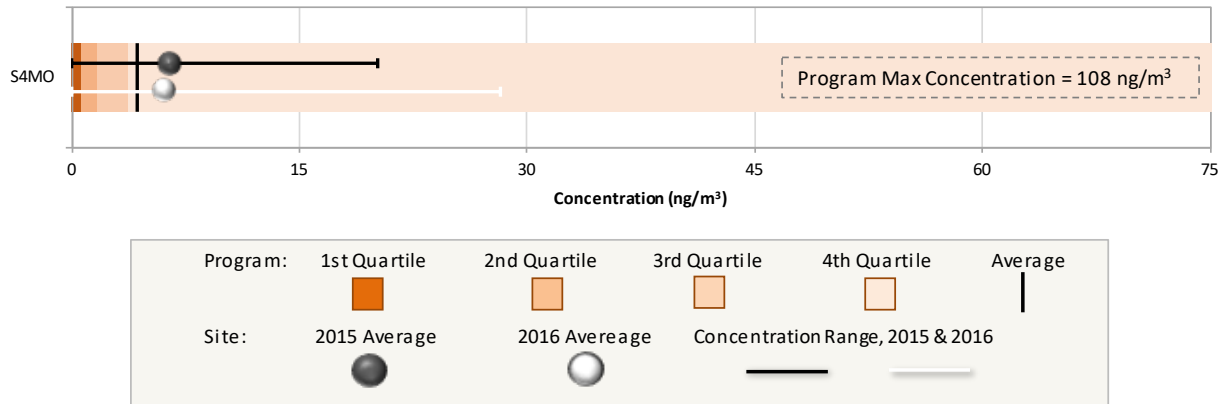 S4MO
Program Max Concentration = 108 ng/m³
0 15 30 45 60 75
Concentration (ng/m³)
Program: 1st Quartile 2nd Quartile 3rd Quartile 4th Quartile Average
Site: 2015 Average 2016 Avereage Concentration Range, 2015 & 2016